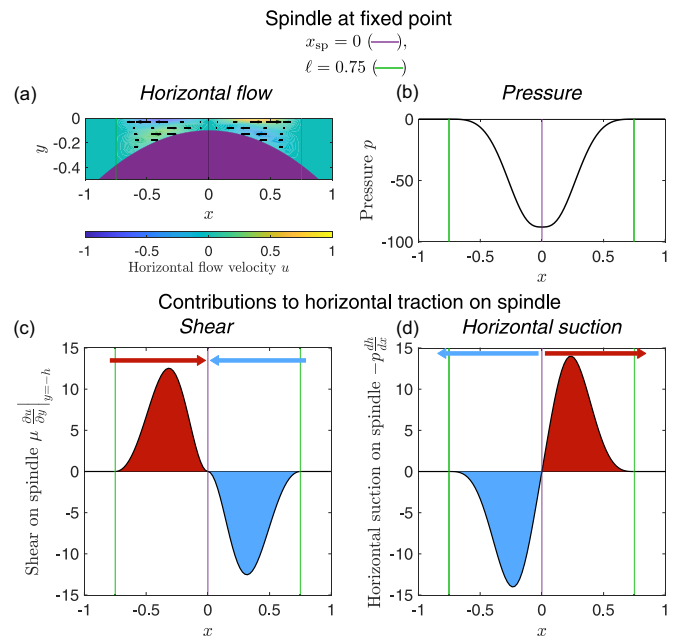 Spindle at fixed point
x_sp = 0 (—),
ℓ = 0.75 (—)
(a) Horizontal flow
0
-0.2
-0.4
y
-1 -0.5 0 0.5 1
x
-1 -0.5 0 0.5 1
Horizontal flow velocity u
(b) Pressure
0
-50
-100
Pressure p
-1 -0.5 0 0.5 1
x
Contributions to horizontal traction on spindle
(c) Shear
15
10
5
0
-5
-10
-15
Shear on spindle μ ∂u/∂y|_{y=-h}
-1 -0.5 0 0.5 1
x
(d) Horizontal suction
15
10
5
0
-5
-10
-15
Horizontal suction on spindle -p dh/dx
-1 -0.5 0 0.5 1
x